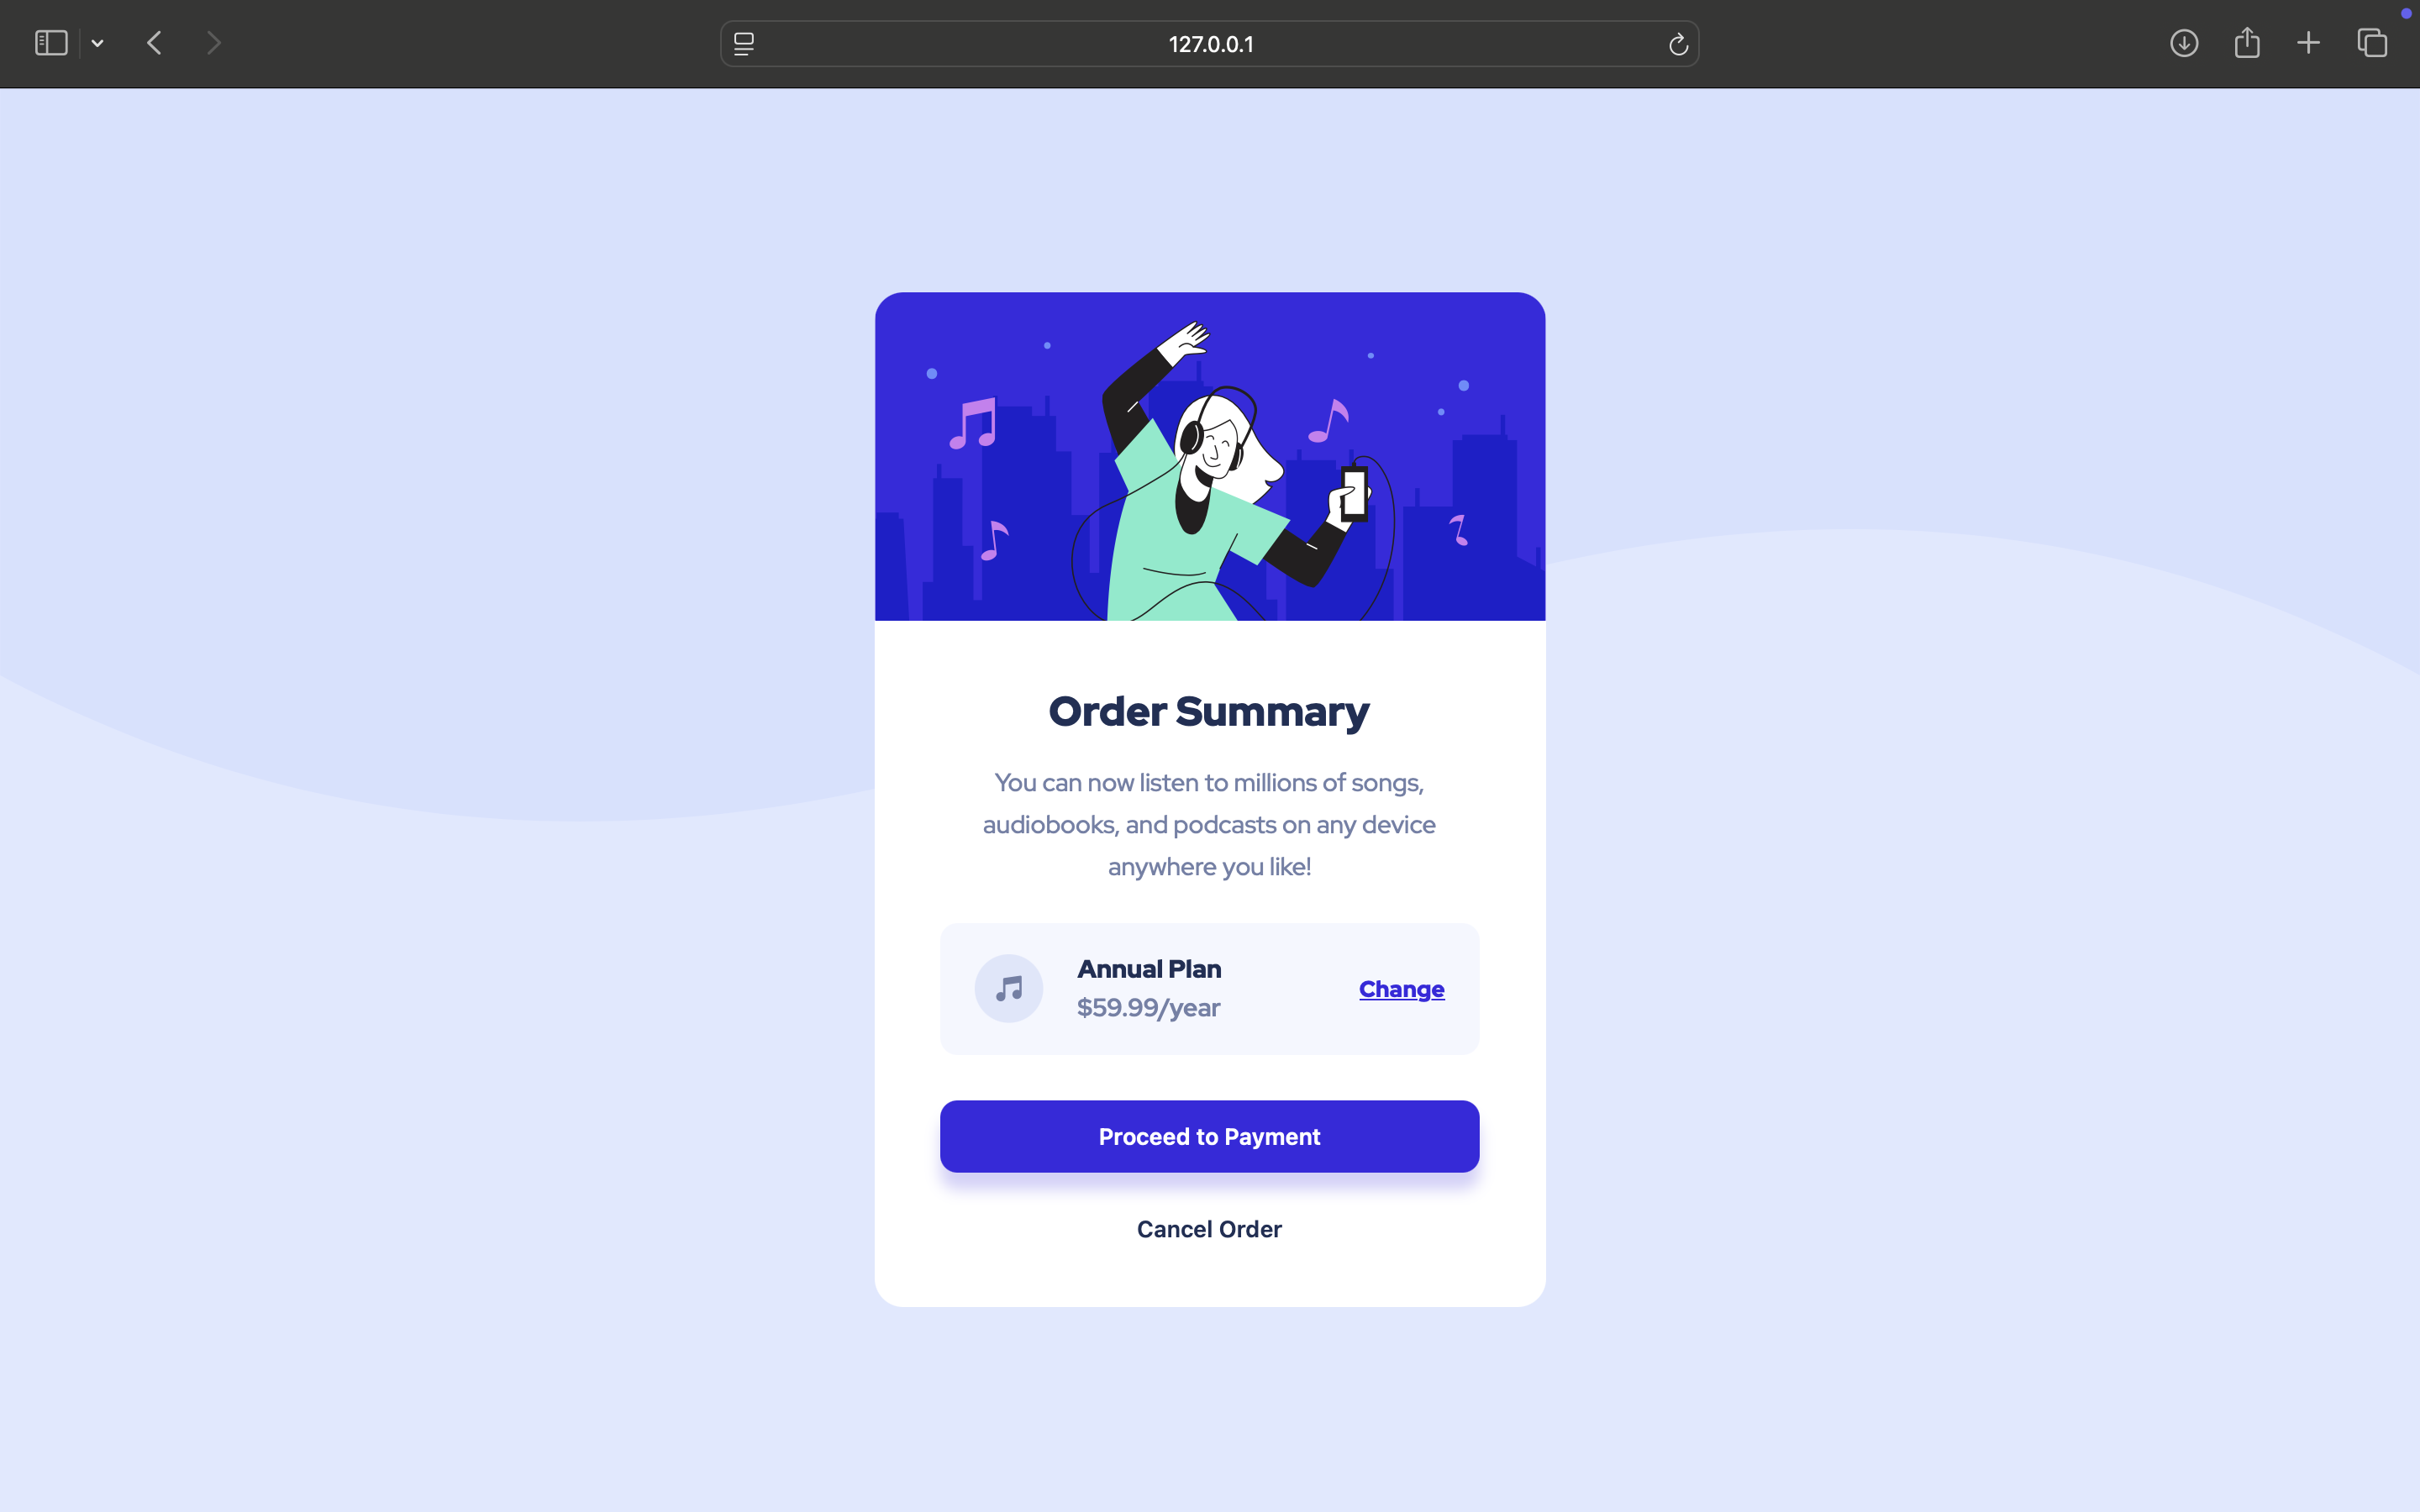 127.0.0.1
Order Summary
You can now listen to millions of songs,
audiobooks, and podcasts on any device
anywhere you like!
Annual Plan
$59.99/year
Change
Proceed to Payment
Cancel Order